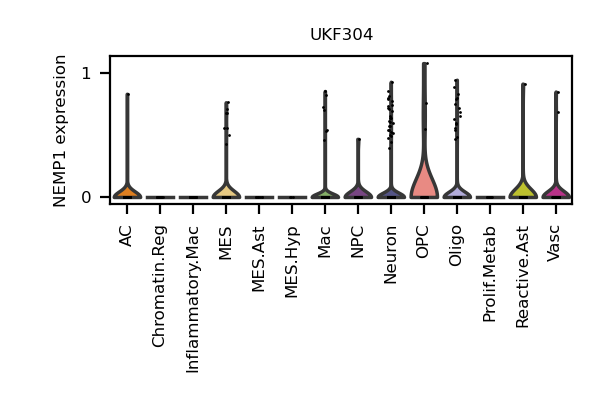 UKF304
NEMP1 expression
1
0
AC
Chromatin.Reg
Inflammatory.Mac
MES
MES.Ast
MES.Hyp
Mac
NPC
Neuron
OPC
Oligo
Prolif.Metab
Reactive.Ast
Vasc